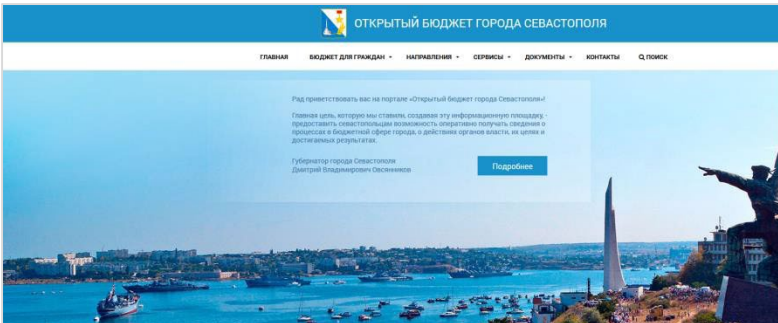 ОТКРЫТЫЙ БЮДЖЕТ ГОРОДА СЕВАСТОПОЛЯ
ГЛАВНАЯ БЮДЖЕТ ДЛЯ ГРАЖДАН НАПРАВЛЕНИЯ СЕРВИСЫ ДОКУМЕНТЫ КОНТАКТЫ ПОИСК
Рад приветствовать вас на портале «Открытый бюджет города Севастополя»!
Главная цель, которую мы ставили, создавая эту информационную площадку, -
предоставить севастопольцам возможность оперативно получать сведения о
процессах в бюджетной сфере города, о действиях органов власти, их целях и
достигаемых результатах.
Губернатор города Севастополя
Дмитрий Владимирович Овсянников
Подробнее